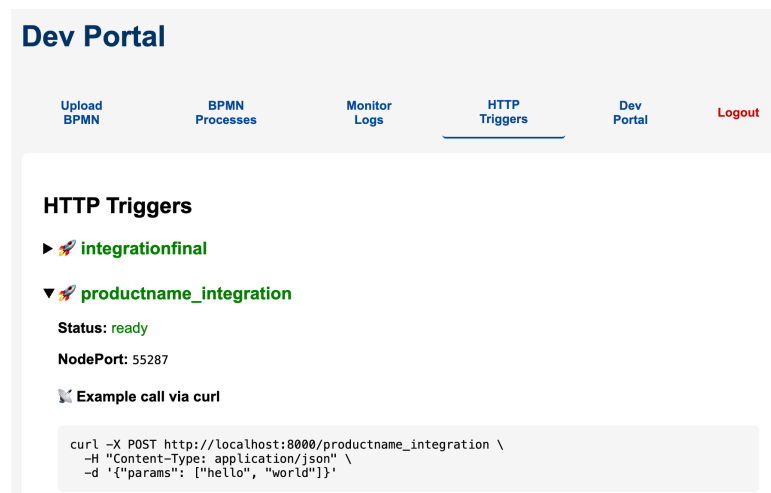 Dev Portal
Upload
BPMN
BPMN
Processes
Monitor
Logs
HTTP
Triggers
Dev
Portal
Logout
HTTP Triggers
integrationfinal
productname_integration
Status: ready
NodePort: 55287
Example call via curl
curl -X POST http://localhost:8000/productname_integration \
-H "Content-Type: application/json" \
-d '{"params": ["hello", "world"]}'